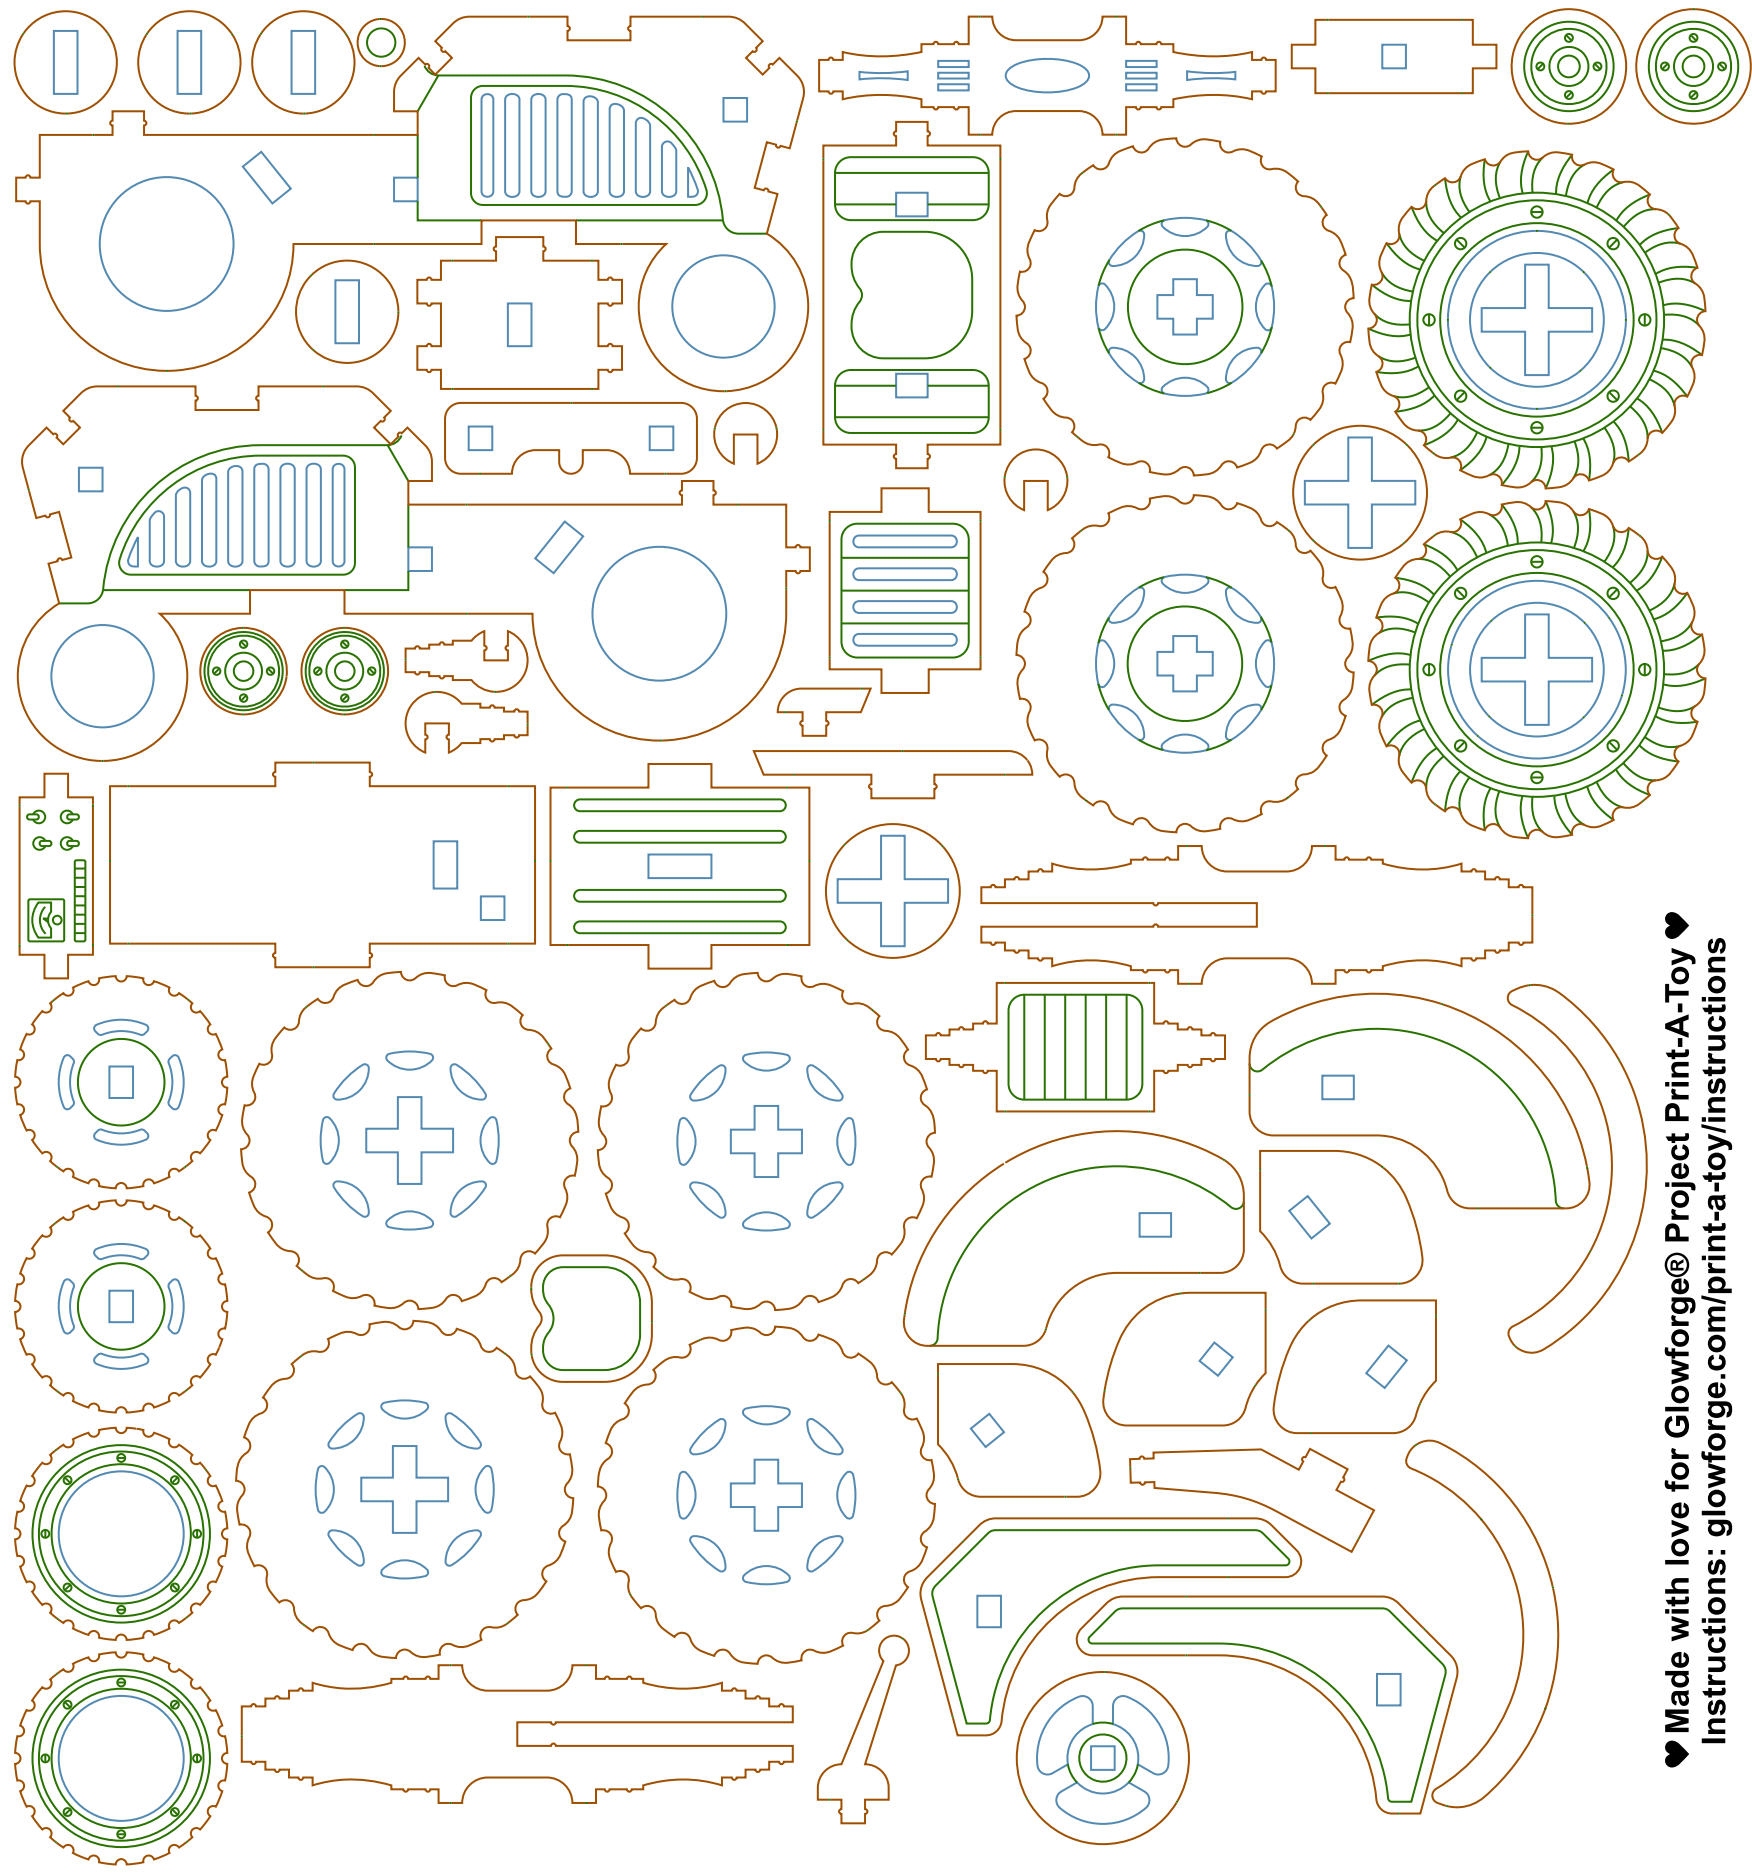 ♥ Made with love for Glowforge® Project Print-A-Toy ♥
Instructions: glowforge.com/print-a-toy/instructions